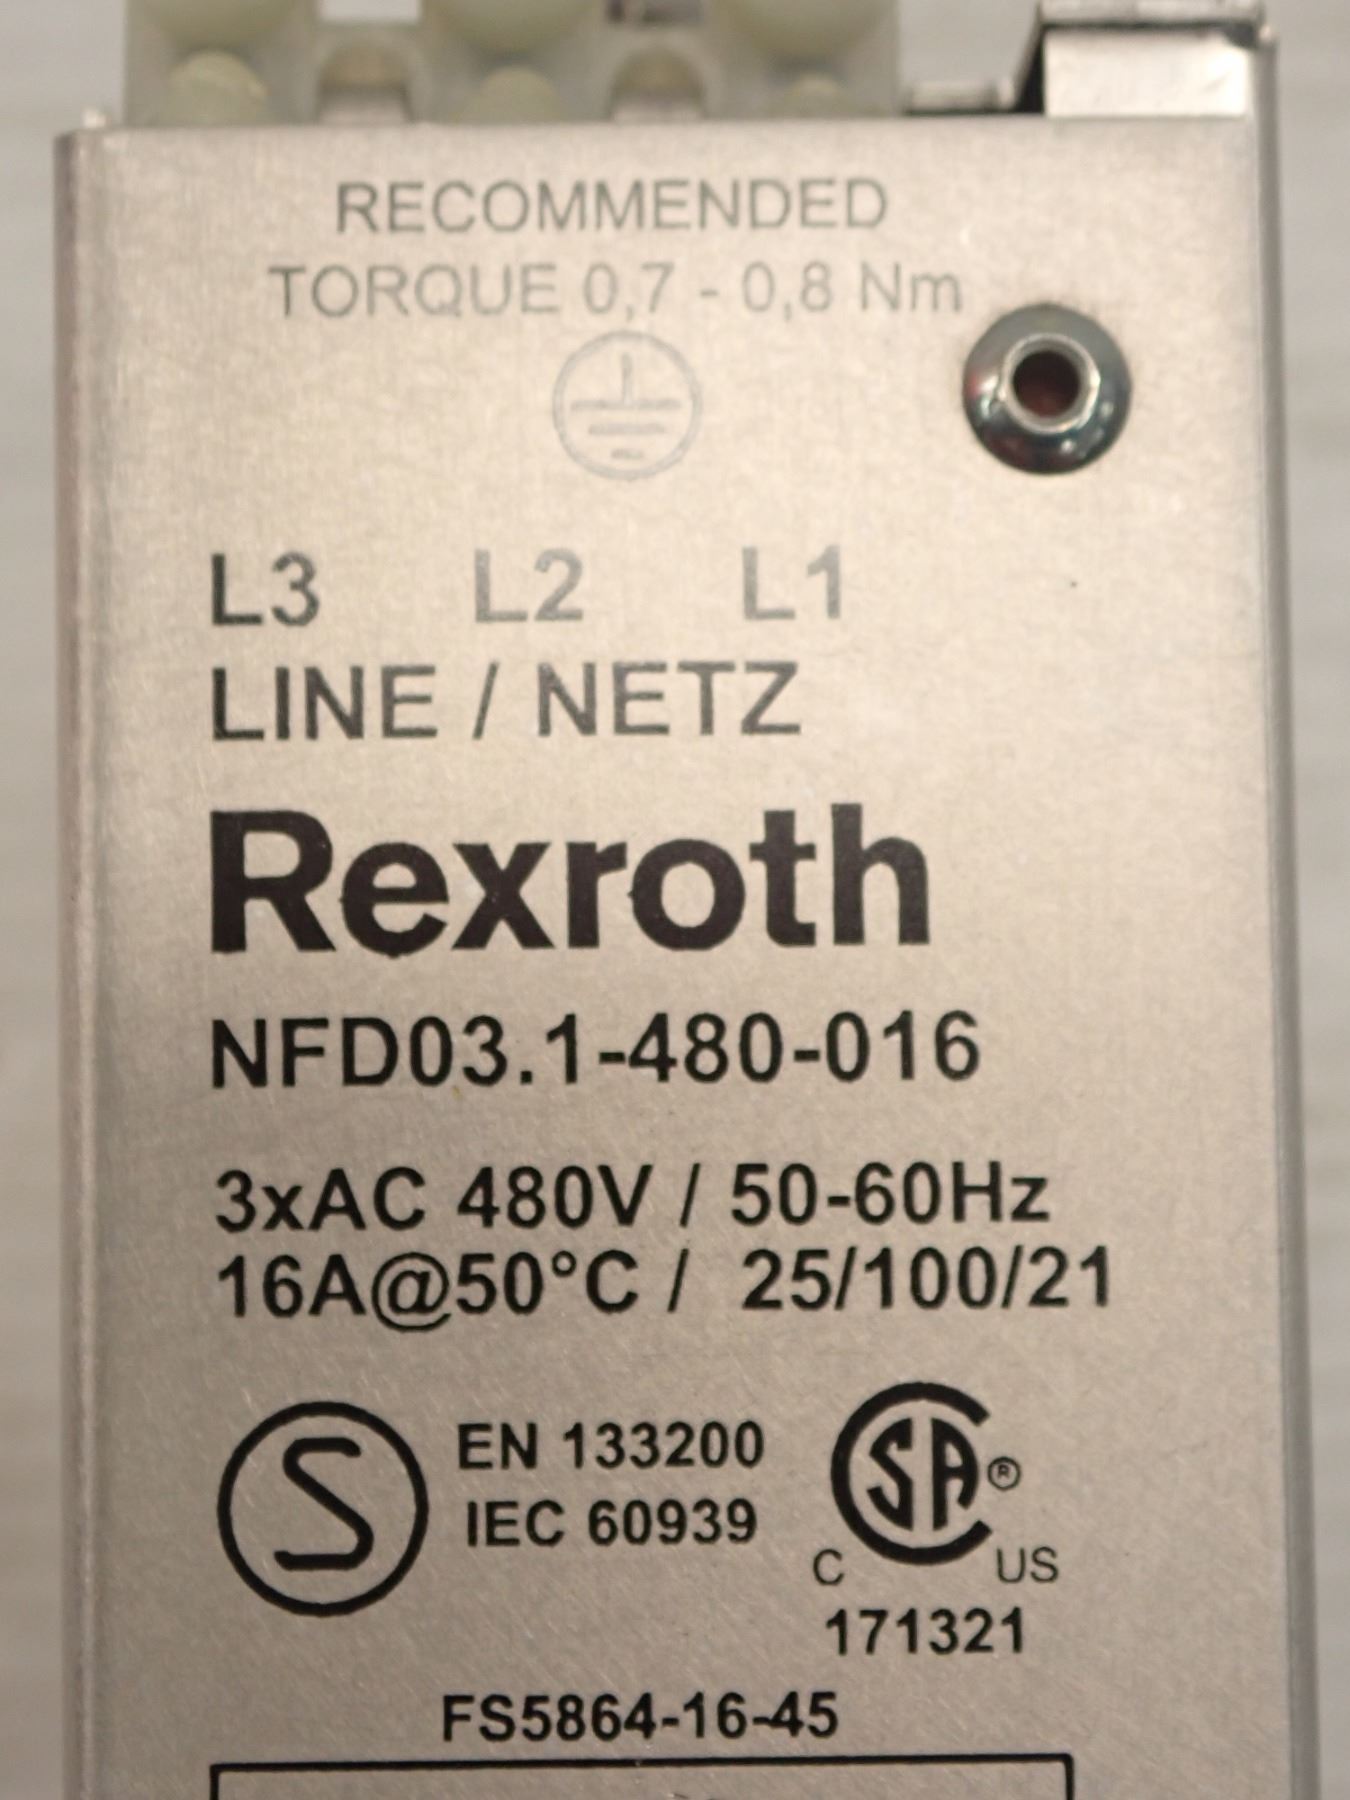 RECOMMENDED
TORQUE 0,7 - 0,8 Nm
L3 L2 L1
LINE / NETZ
Rexroth
NFD03.1-480-016
3xAC 480V / 50-60Hz
16A@50°C / 25/100/21
S
EN 133200
IEC 60939
CSA®
C US
171321
FS5864-16-45